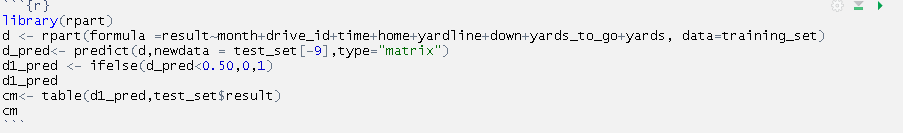 ```{r}
library(rpart)
d <- rpart(formula =result~month+drive_id+time+home+yardline+down+yards_to_go+yards, data=training_set)
d_pred<- predict(d,newdata = test_set[-9],type="matrix")
d1_pred <- ifelse(d_pred<0.50,0,1)
d1_pred
cm<- table(d1_pred,test_set$result)
cm
```